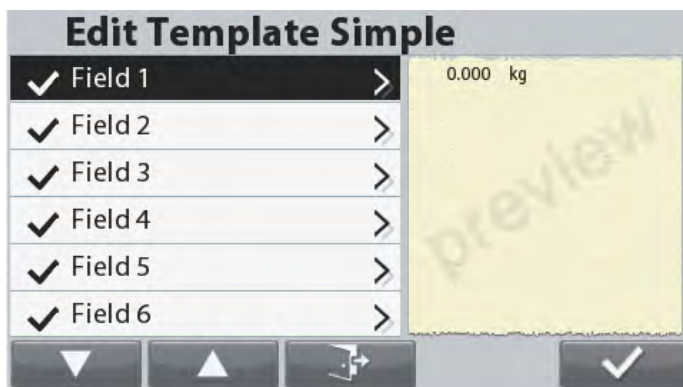 Edit Template Simple
Field 1
Field 2
Field 3
Field 4
Field 5
Field 6
0.000 kg
preview